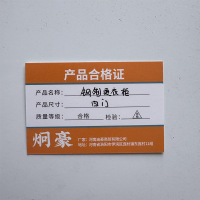 产品合格证
产品名称: 钢制更衣柜
产品尺寸: 四门
质量等级: 合格 检验:
炯豪